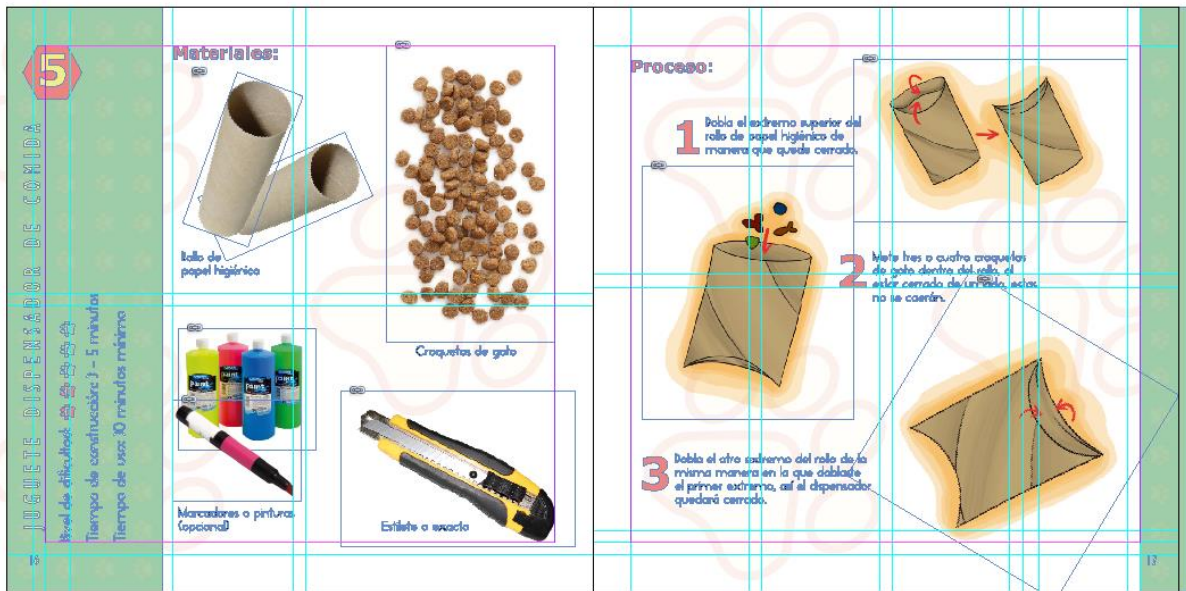 5
JUGUETE DISPENSADOR DE COMIDA
Nivel de dificultad:
Tiempo de construcción: 3 - 5 minutos
Tiempo de uso: 10 minutos mínimo
16
Materiales:
Rollo de
papel higiénico
Croquetas de gato
paint
paint
paint
paint
Marcadores o pinturas
(opcional)
Estilete o exacto
Proceso:
1
Dobla el extremo superior del
rollo de papel higiénico de
manera que quede cerrado.
2
Mete tres o cuatro croquetas
de gato dentro del rollo, al
estar cerrado de un lado, estas
no se caerán.
3
Dobla el otro extremo del rollo de la
misma manera en la que doblaste
el primer extremo, así el dispensador
quedará cerrado.
17